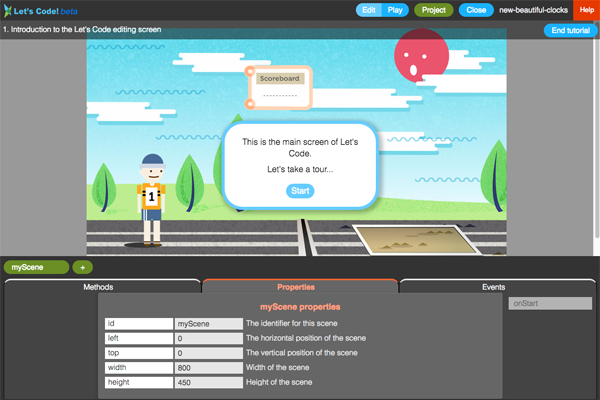 Let's Code! beta
Edit Play Project Close new-beautiful-clocks Help
1. Introduction to the Let's Code editing screen
End tutorial
Scoreboard
-----------
This is the main screen of Let's
Code.
Let's take a tour...
Start
1
myScene +
Methods Properties Events
myScene properties
onStart
id myScene The identifier for this scene
left 0 The horizontal position of the scene
top 0 The vertical position of the scene
width 800 Width of the scene
height 450 Height of the scene